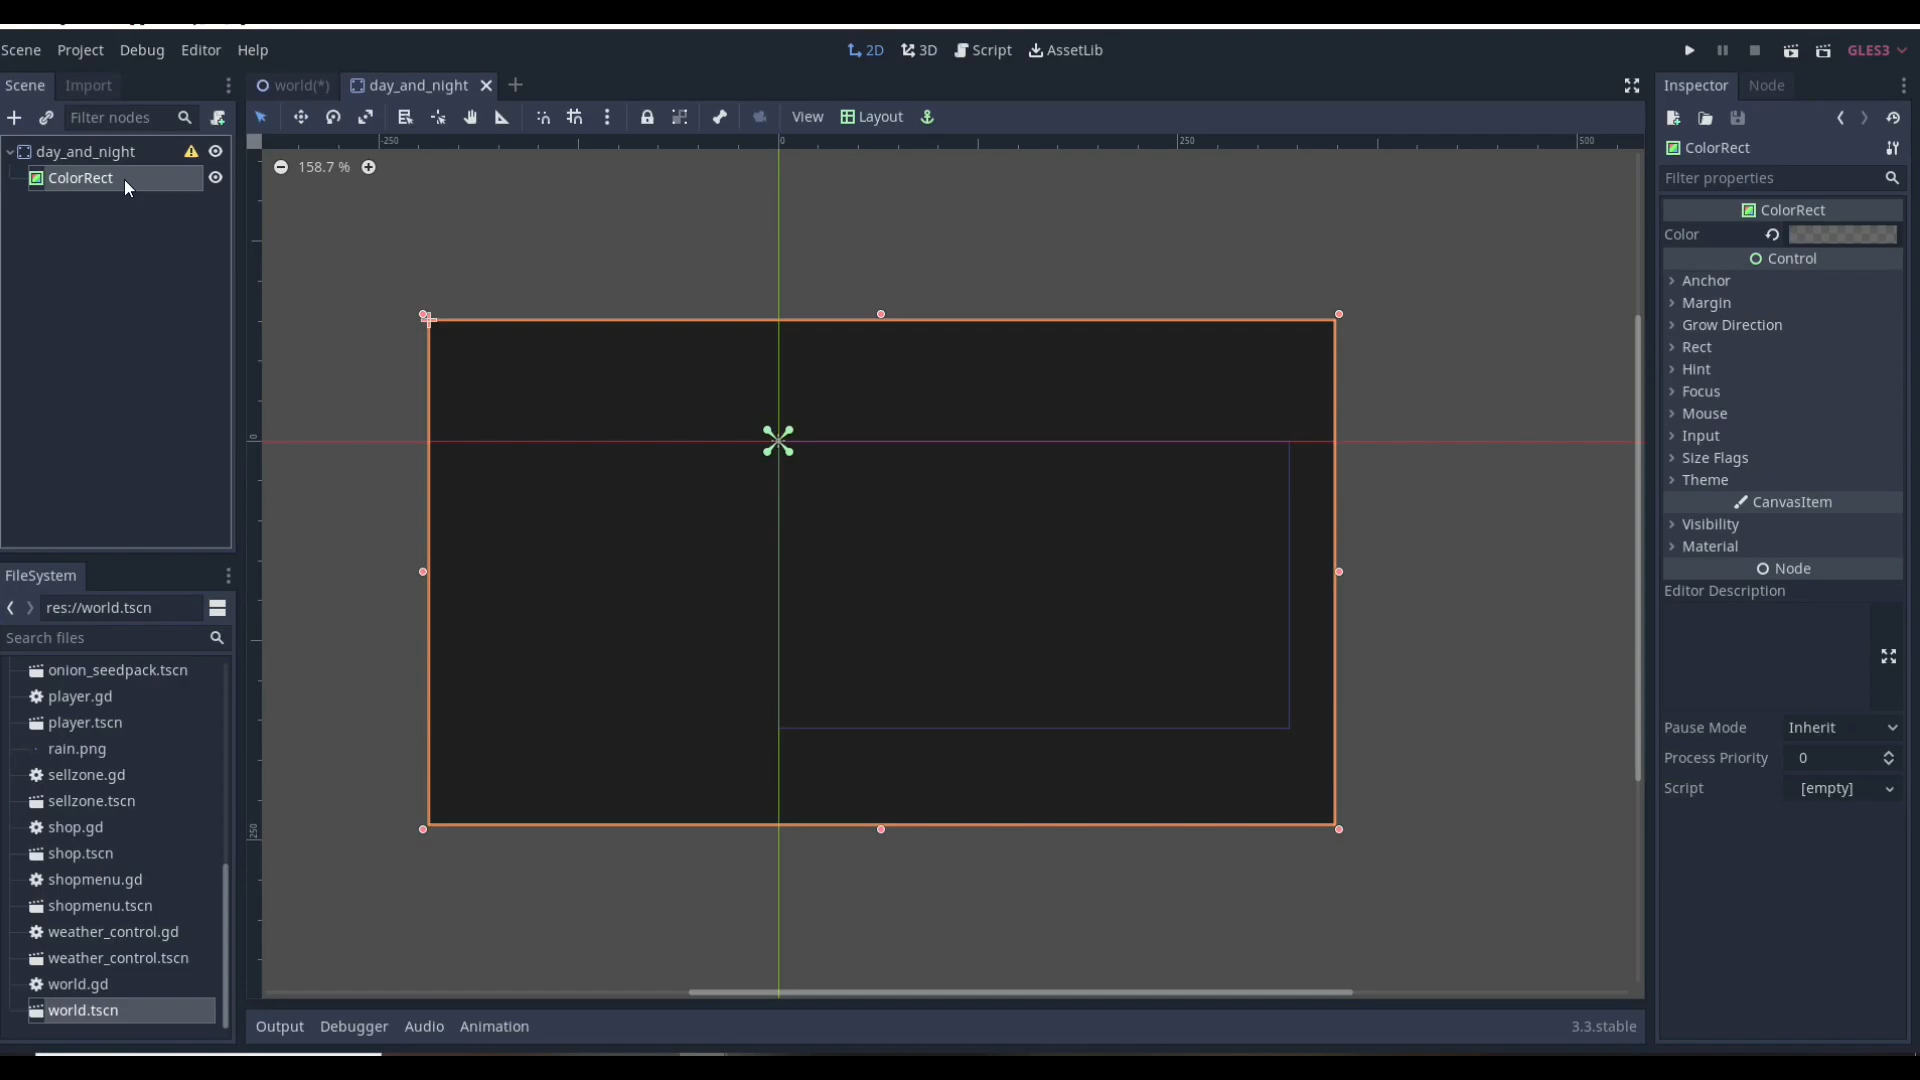 Scene Project Debug Editor Help
2D 3D Script AssetLib
GLES3
Scene Import
world(*) day_and_night
Inspector Node
Filter nodes
View Layout
ColorRect
-250 0 250 500
day_and_night
158.7 %
ColorRect
Filter properties
ColorRect
Color
Control
Anchor
Margin
Grow Direction
Rect
Hint
Focus
Mouse
Input
Size Flags
Theme
CanvasItem
Visibility
Material
Node
Editor Description
Pause Mode Inherit
Process Priority 0
Script [empty]
0
250
FileSystem
res://world.tscn
Search files
onion_seedpack.tscn
player.gd
player.tscn
rain.png
sellzone.gd
sellzone.tscn
shop.gd
shop.tscn
shopmenu.gd
shopmenu.tscn
weather_control.gd
weather_control.tscn
world.gd
world.tscn
Output Debugger Audio Animation
3.3.stable